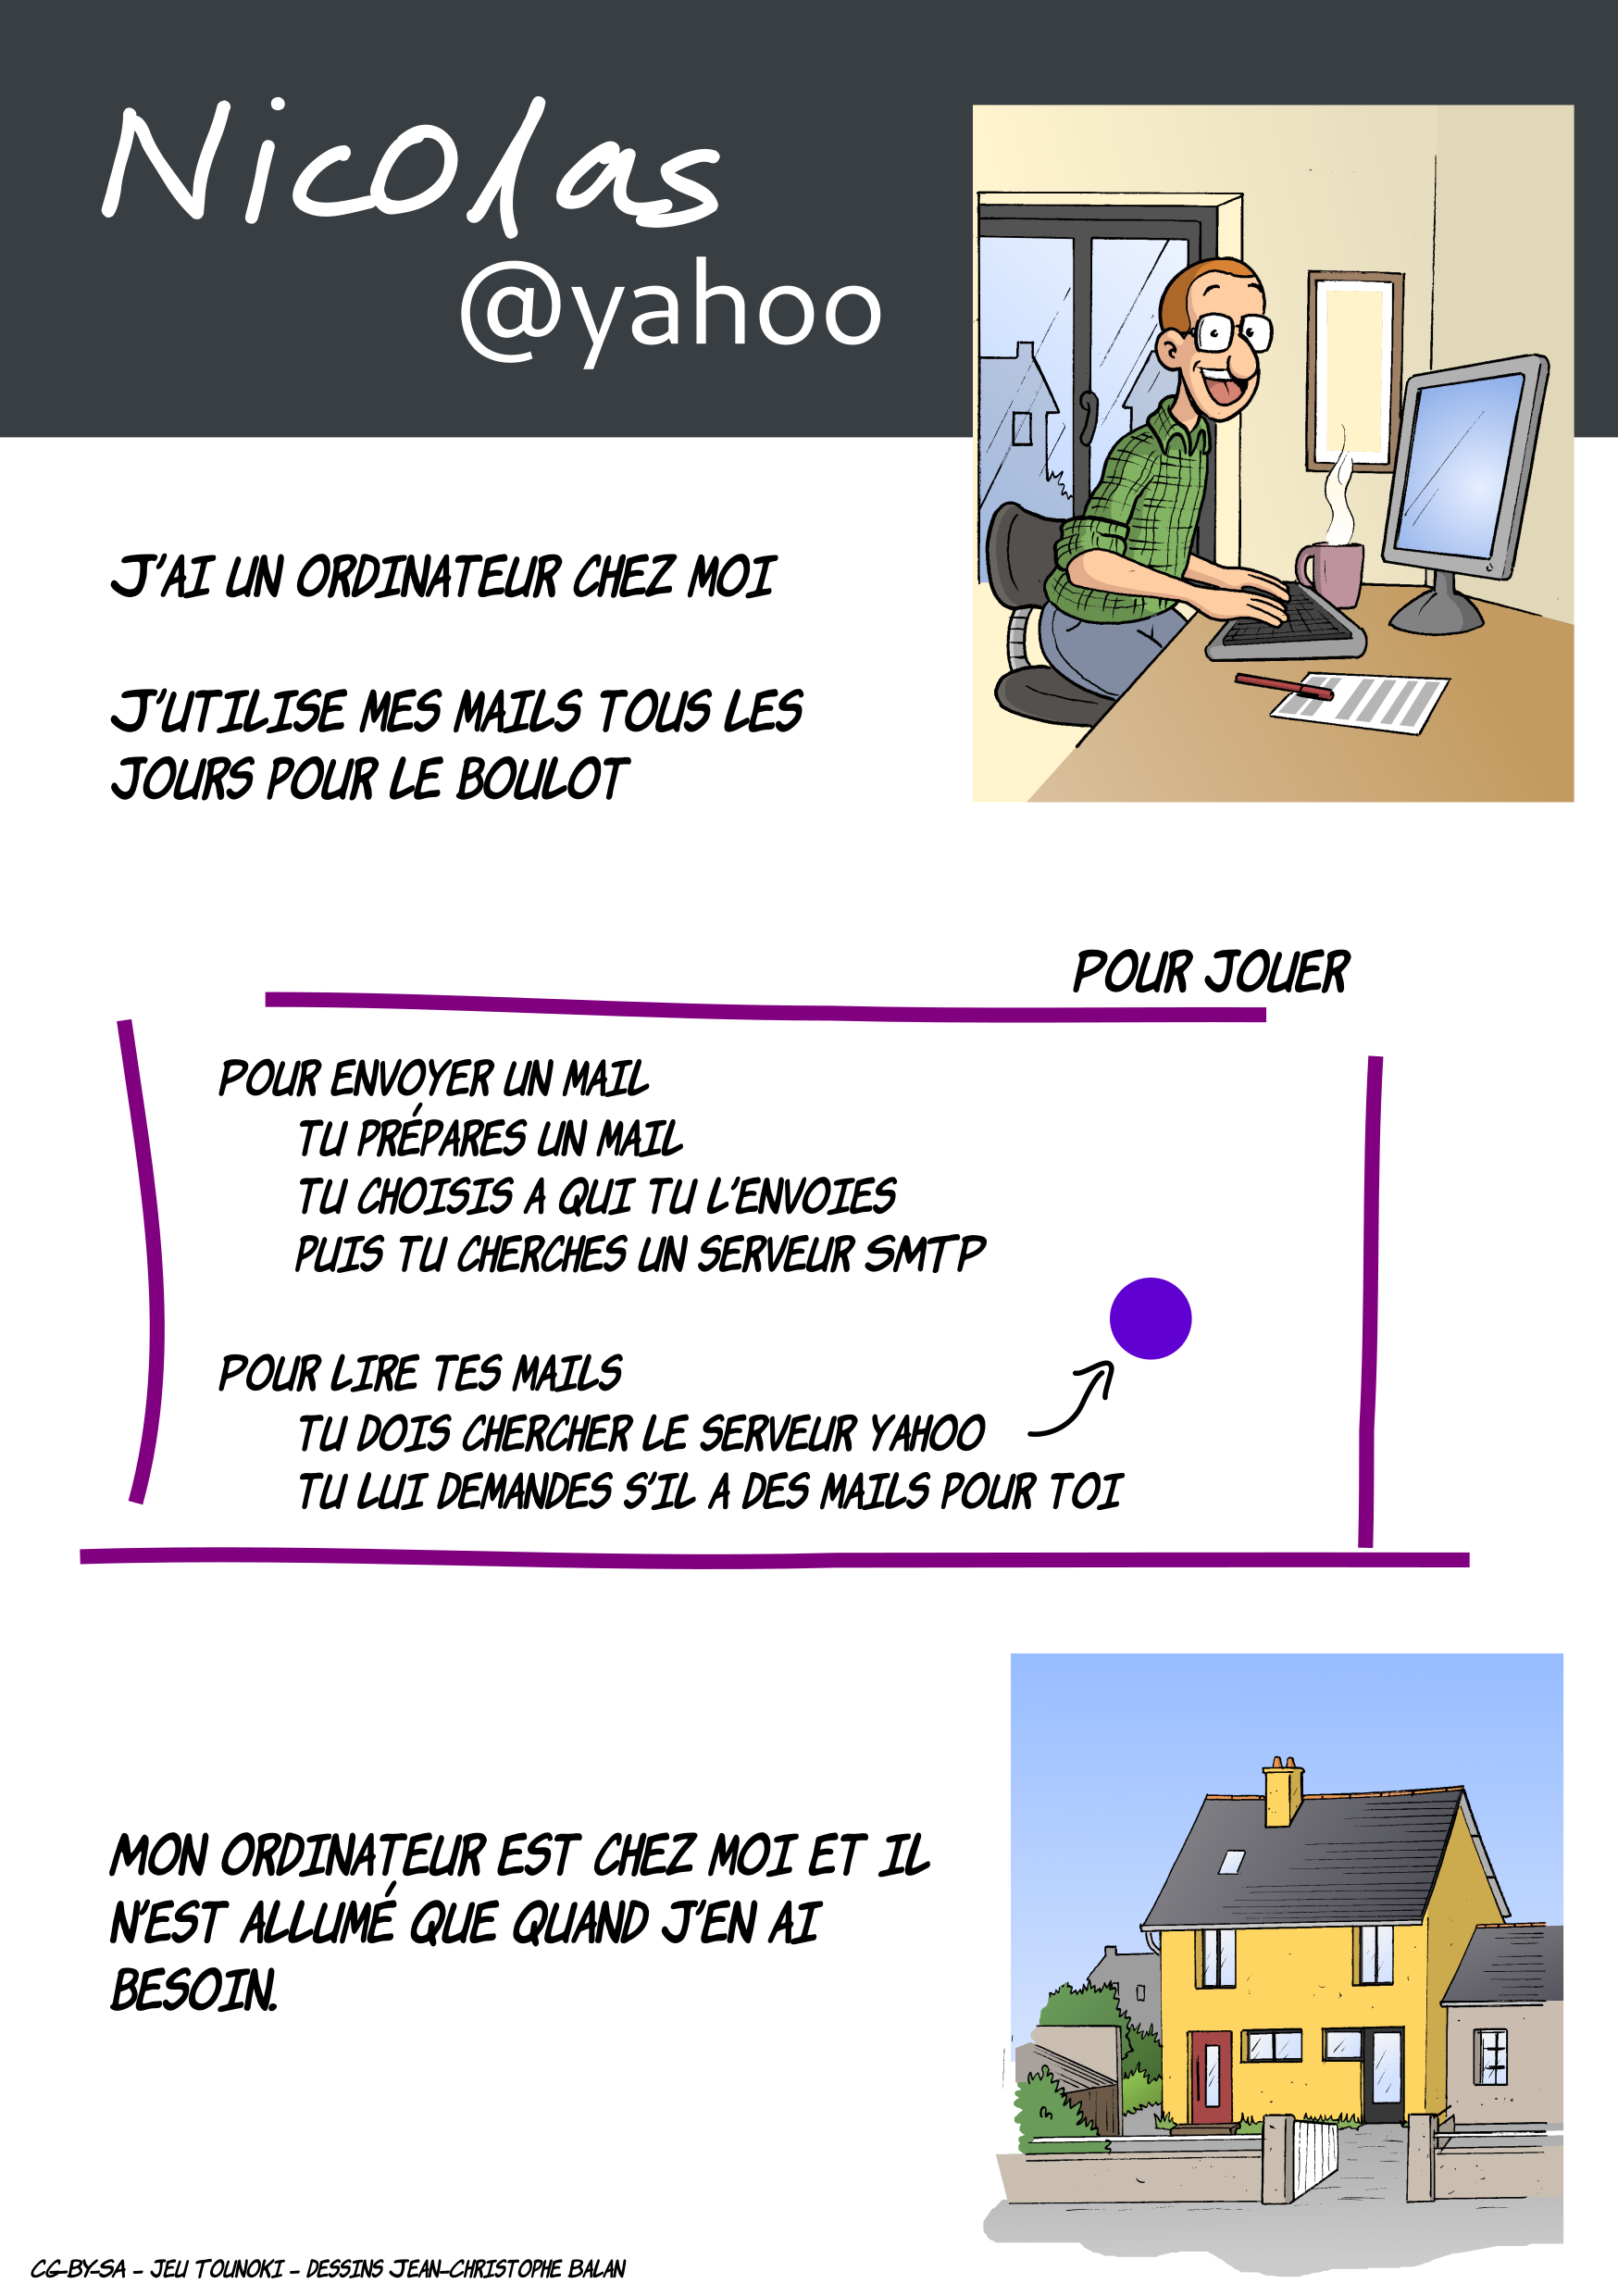 Nicolas
@yahoo
J'AI UN ORDINATEUR CHEZ MOI
J'UTILISE MES MAILS TOUS LES
JOURS POUR LE BOULOT
POUR JOUER
POUR ENVOYER UN MAIL
TU PRÉPARES UN MAIL
TU CHOISIS A QUI TU L'ENVOIES
PUIS TU CHERCHES UN SERVEUR SMTP
POUR LIRE TES MAILS
TU DOIS CHERCHER LE SERVEUR YAHOO
TU LUI DEMANDES S'IL A DES MAILS POUR TOI
MON ORDINATEUR EST CHEZ MOI ET IL
N'EST ALLUMÉ QUE QUAND J'EN AI
BESOIN.
CG-BY-SA - JEU TOUNOKI - DESSINS JEAN-CHRISTOPHE BALAN